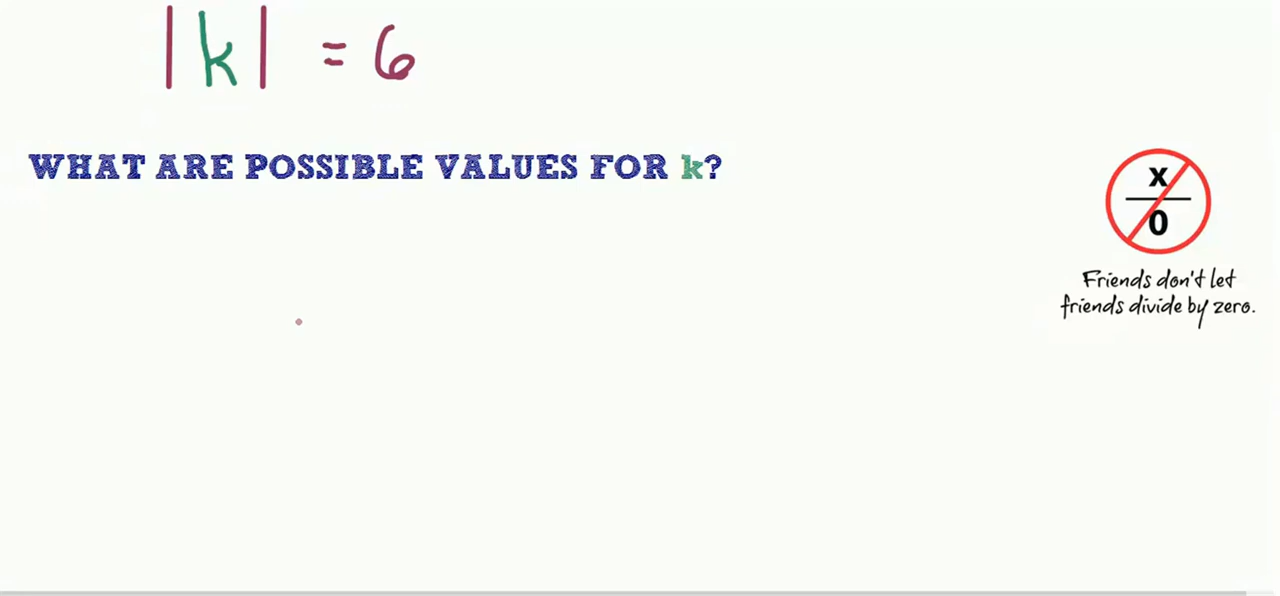 |k| = 6
WHAT ARE POSSIBLE VALUES FOR k?
x
0
Friends don't let
friends divide by zero.